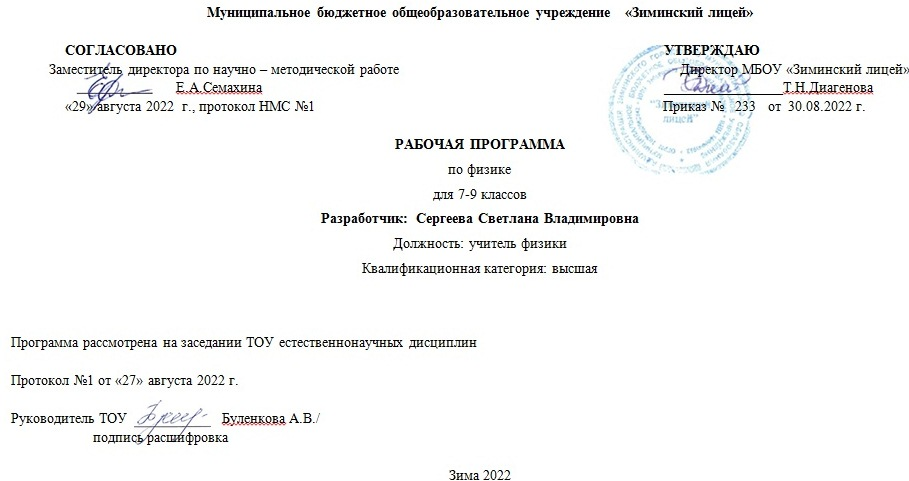 Муниципальное бюджетное общеобразовательное учреждение «Зиминский лицей»
СОГЛАСОВАНО
Заместитель директора по научно – методической работе
Е.А.Семахина
«29» августа 2022 г., протокол НМС №1
УТВЕРЖДАЮ
Директор МБОУ «Зиминский лицей»
Т.Н.Диагенова
Приказ № 233 от 30.08.2022 г.
РАБОЧАЯ ПРОГРАММА
по физике
для 7-9 классов
Разработчик: Сергеева Светлана Владимировна
Должность: учитель физики
Квалификационная категория: высшая
Программа рассмотрена на заседании ТОУ естественнонаучных дисциплин
Протокол №1 от «27» августа 2022 г.
Руководитель ТОУ Буленкова А.В./
подпись расшифровка
Зима 2022